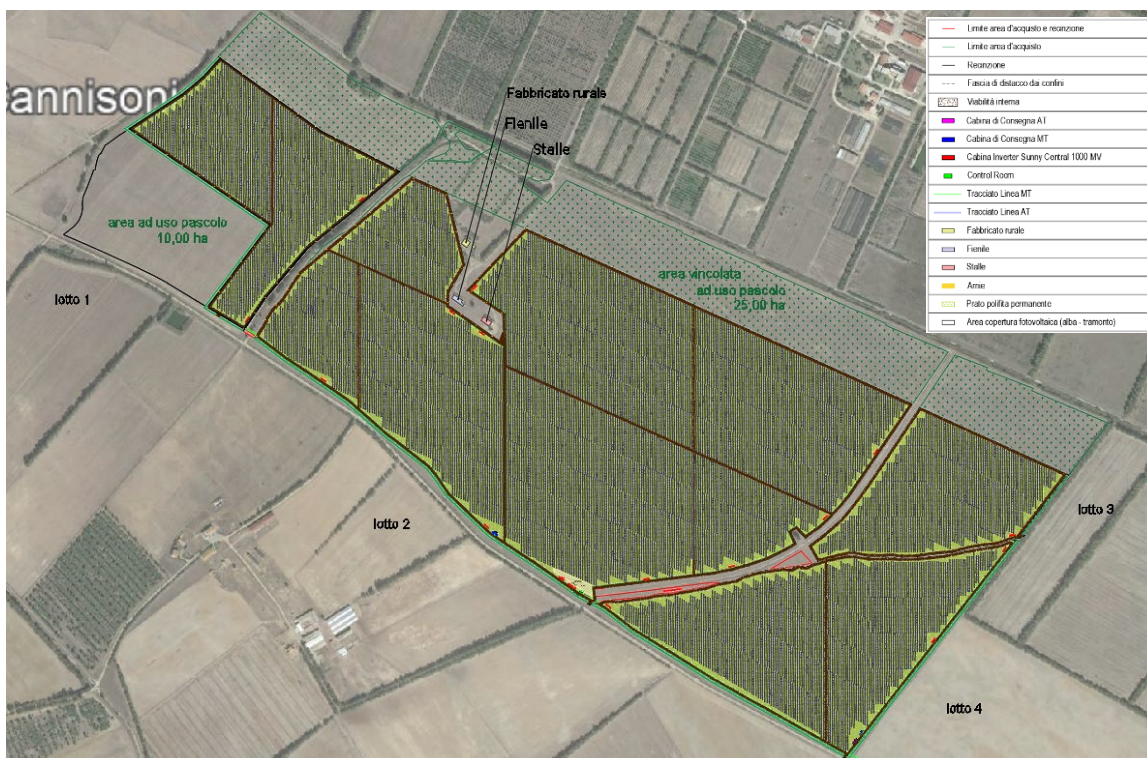 annisoni
Fabbricato rurale
Fienile
Stalle
area ad uso pascolo
10,00 ha
area vincolata
ad uso pascolo
25,00 ha
lotto 1
lotto 2
lotto 3
lotto 4
Limite area d'acquisto e recinzione
Limite area d'acquisto
Recinzione
Fascia di distacco dai confini
Viabilità interna
Cabina di Consegna AT
Cabina di Consegna MT
Cabina Inverter Sunny Central 1000 MV
Control Room
Tracciato Linea MT
Tracciato Linea AT
Fabbricato rurale
Fienile
Stalle
Arnie
Prato polifita permanente
Area copertura fotovoltaica (alba - tramonto)